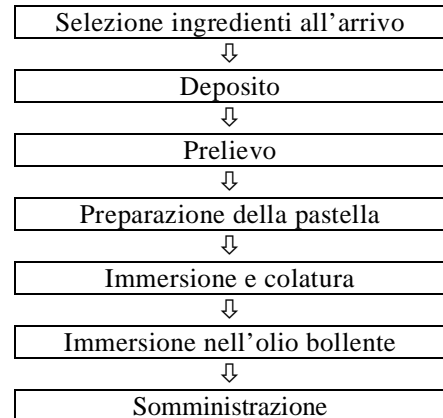 Selezione ingredienti all’arrivo
⇩
Deposito
⇩
Prelievo
⇩
Preparazione della pastella
⇩
Immersione e colatura
⇩
Immersione nell’olio bollente
⇩
Somministrazione